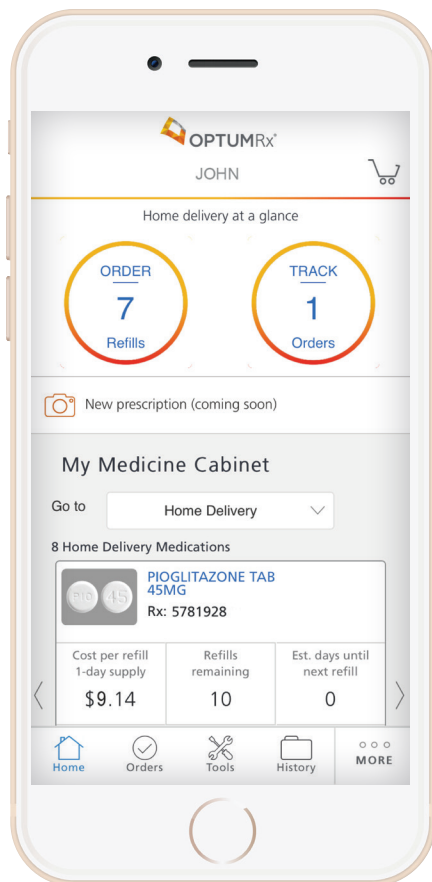 OPTUMRx®
JOHN
Home delivery at a glance
ORDER
7
Refills
TRACK
1
Orders
New prescription (coming soon)
My Medicine Cabinet
Go to
Home Delivery
8 Home Delivery Medications
PIO 45
PIOGLITAZONE TAB
45MG
Rx: 5781928
Cost per refill
1-day supply
$9.14
Refills
remaining
10
Est. days until
next refill
0
Home
Orders
Tools
History
MORE